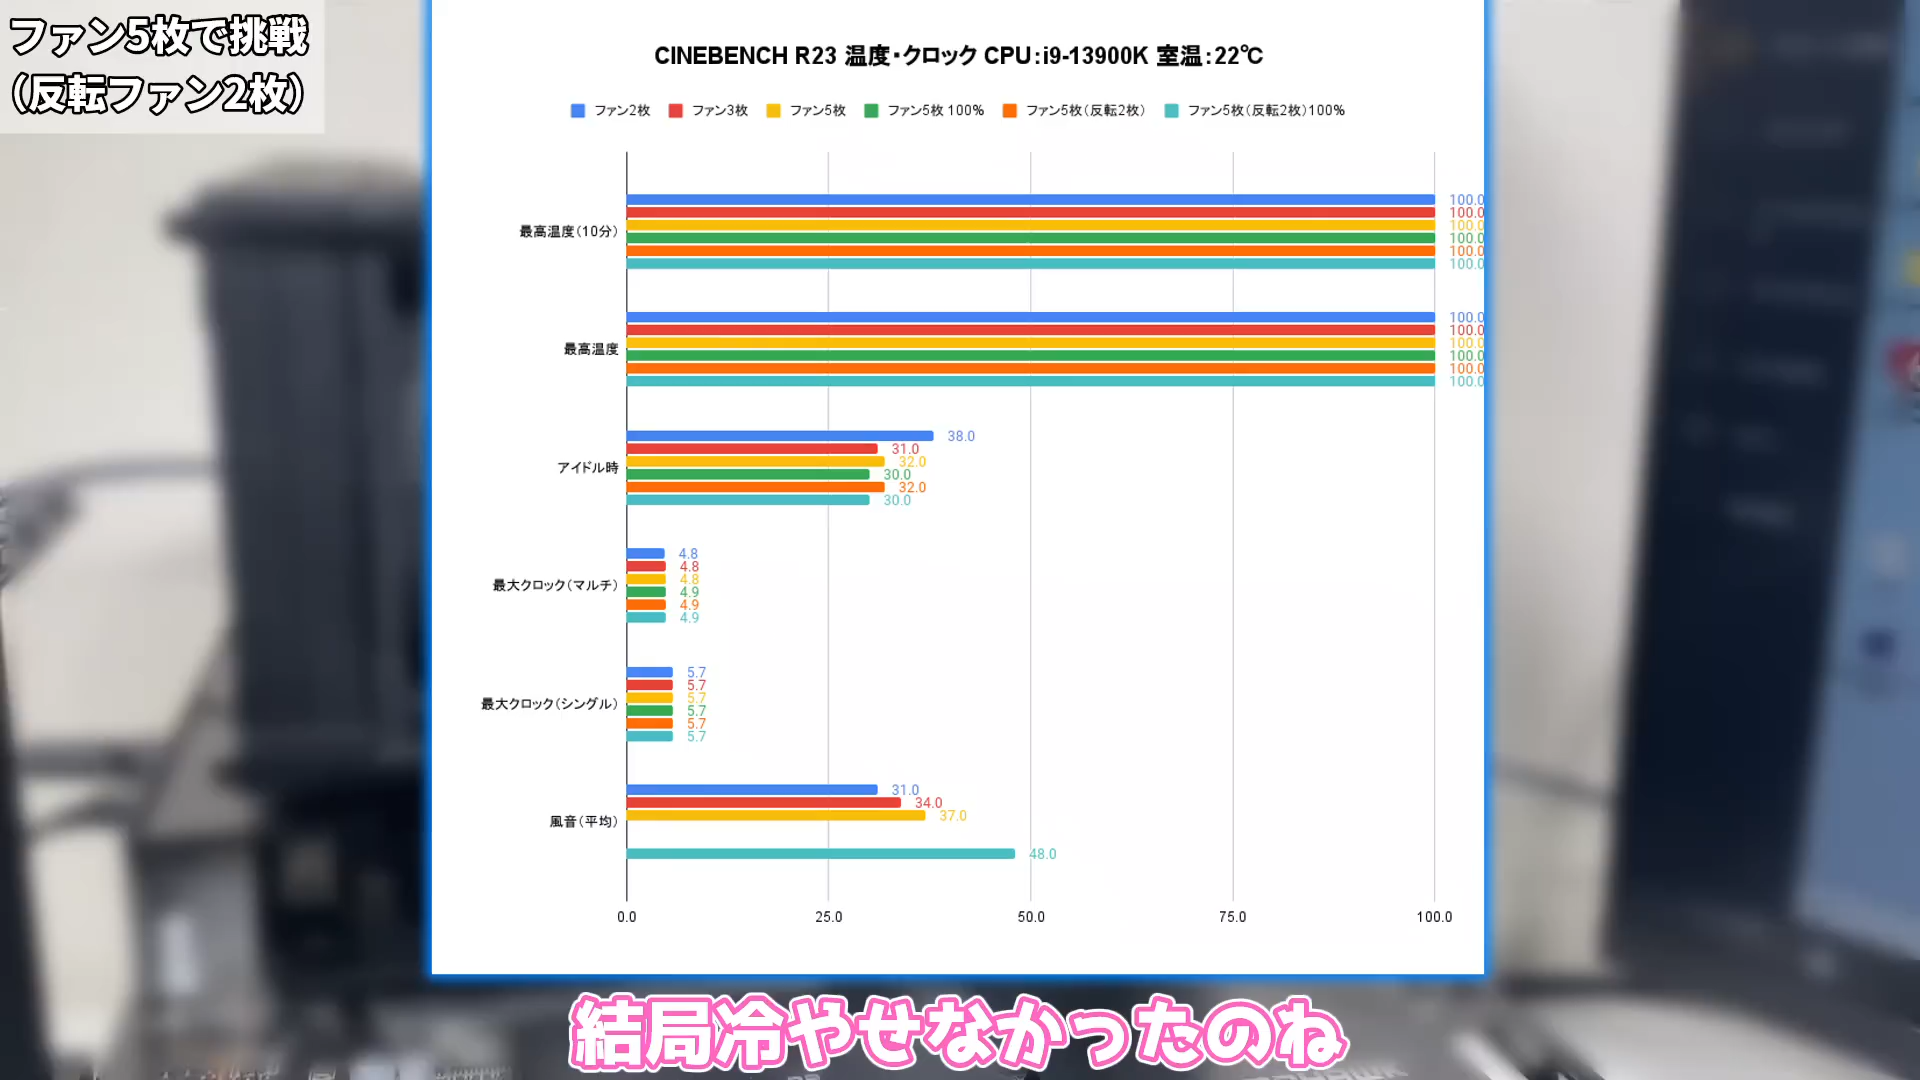 ファン5枚で挑戦
（反転ファン2枚）
CINEBENCH R23 温度・クロック CPU：i9-13900K 室温：22℃
ファン2枚 ファン3枚 ファン5枚 ファン5枚 100% ファン5枚（反転2枚） ファン5枚（反転2枚）100%
最高温度（10分）
100.0
100.0
100.0
100.0
100.0
100.0
最高温度
100.0
100.0
100.0
100.0
100.0
100.0
アイドル時
38.0
31.0
32.0
30.0
32.0
30.0
最大クロック（マルチ）
4.8
4.8
4.8
4.9
4.9
4.9
最大クロック（シングル）
5.7
5.7
5.7
5.7
5.7
5.7
風音（平均）
31.0
34.0
37.0
48.0
0.0 25.0 50.0 75.0 100.0
結局冷やせなかったのね